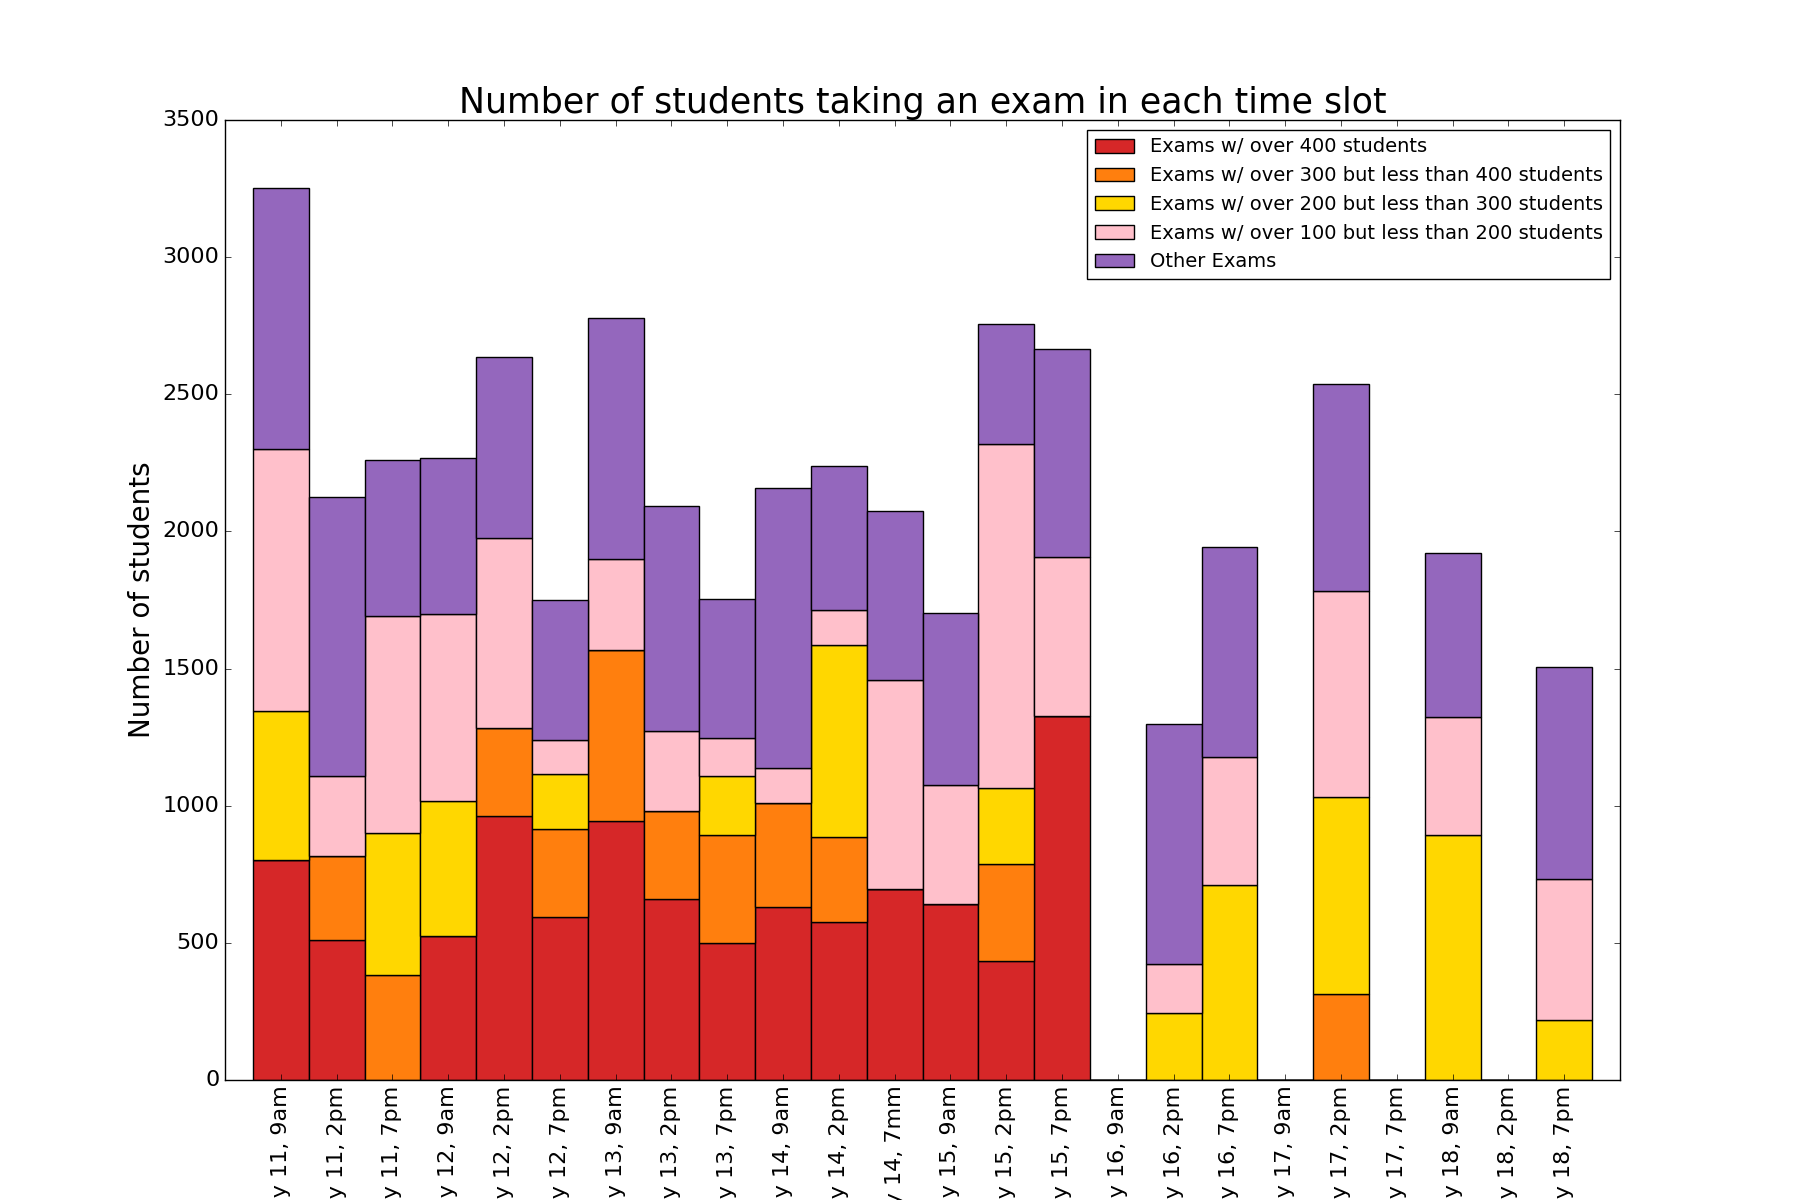 Number of students taking an exam in each time slot
Exams w/ over 400 students
Exams w/ over 300 but less than 400 students
Exams w/ over 200 but less than 300 students
Exams w/ over 100 but less than 200 students
Other Exams
Number of students
3500
3000
2500
2000
1500
1000
500
0
y 11, 9am
y 11, 2pm
y 11, 7pm
y 12, 9am
y 12, 2pm
y 12, 7pm
y 13, 9am
y 13, 2pm
y 13, 7pm
y 14, 9am
y 14, 2pm
y 14, 7mm
y 15, 9am
y 15, 2pm
y 15, 7pm
y 16, 9am
y 16, 2pm
y 16, 7pm
y 17, 9am
y 17, 2pm
y 17, 7pm
y 18, 9am
y 18, 2pm
y 18, 7pm